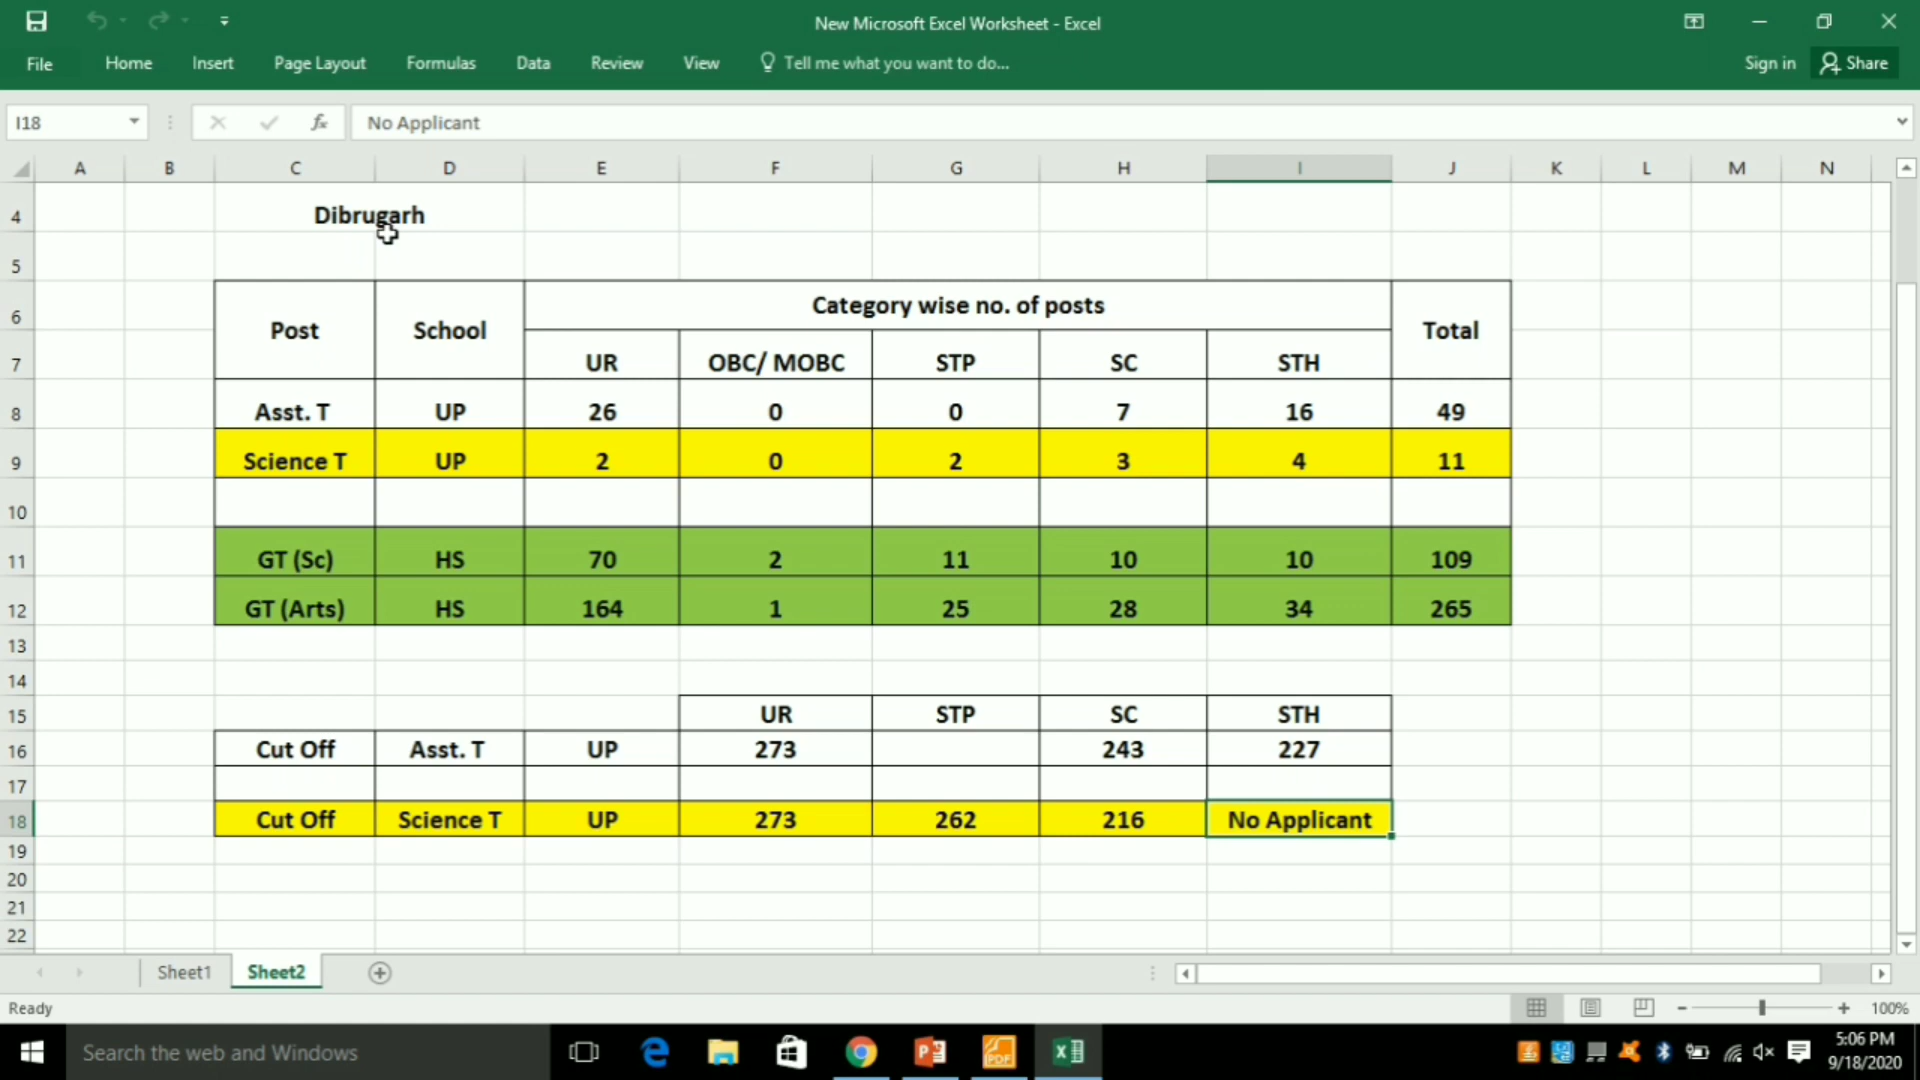 New Microsoft Excel Worksheet - Excel
File Home Insert Page Layout Formulas Data Review View Tell me what you want to do... Sign in Share
I18 fx No Applicant
A B C D E F G H I J K L M N
4 Dibrugarh
5
6 Post School Category wise no. of posts Total
7 UR OBC/ MOBC STP SC STH
8 Asst. T UP 26 0 0 7 16 49
9 Science T UP 2 0 2 3 4 11
10
11 GT (Sc) HS 70 2 11 10 10 109
12 GT (Arts) HS 164 1 25 28 34 265
13
14
15 UR STP SC STH
16 Cut Off Asst. T UP 273 243 227
17
18 Cut Off Science T UP 273 262 216 No Applicant
19
20
21
22
Sheet1 Sheet2
Ready 100%
Search the web and Windows
5:06 PM
9/18/2020